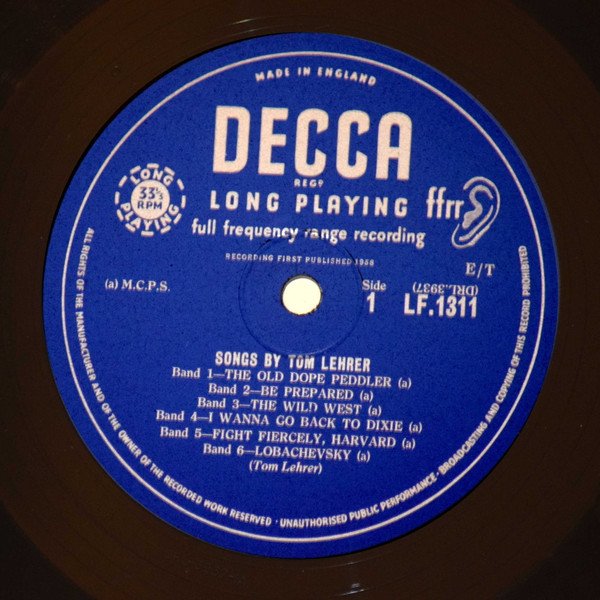 MADE IN ENGLAND
DECCA
REGD
LONG PLAYING
33⅓
RPM
LONG PLAYING ffrr
full frequency range recording
RECORDING FIRST PUBLISHED 1958
E/T
(a) M.C.P.S.
Side
1
(DRL.3937)
LF.1311
SONGS BY TOM LEHRER
Band 1—THE OLD DOPE PEDDLER (a)
Band 2—BE PREPARED (a)
Band 3—THE WILD WEST (a)
Band 4—I WANNA GO BACK TO DIXIE (a)
Band 5—FIGHT FIERCELY, HARVARD (a)
Band 6—LOBACHEVSKY (a)
(Tom Lehrer)
ALL RIGHTS OF THE MANUFACTURER AND OF THE OWNER OF THE RECORDED WORK RESERVED · UNAUTHORISED PUBLIC PERFORMANCE · BROADCASTING AND COPYING OF THIS RECORD PROHIBITED